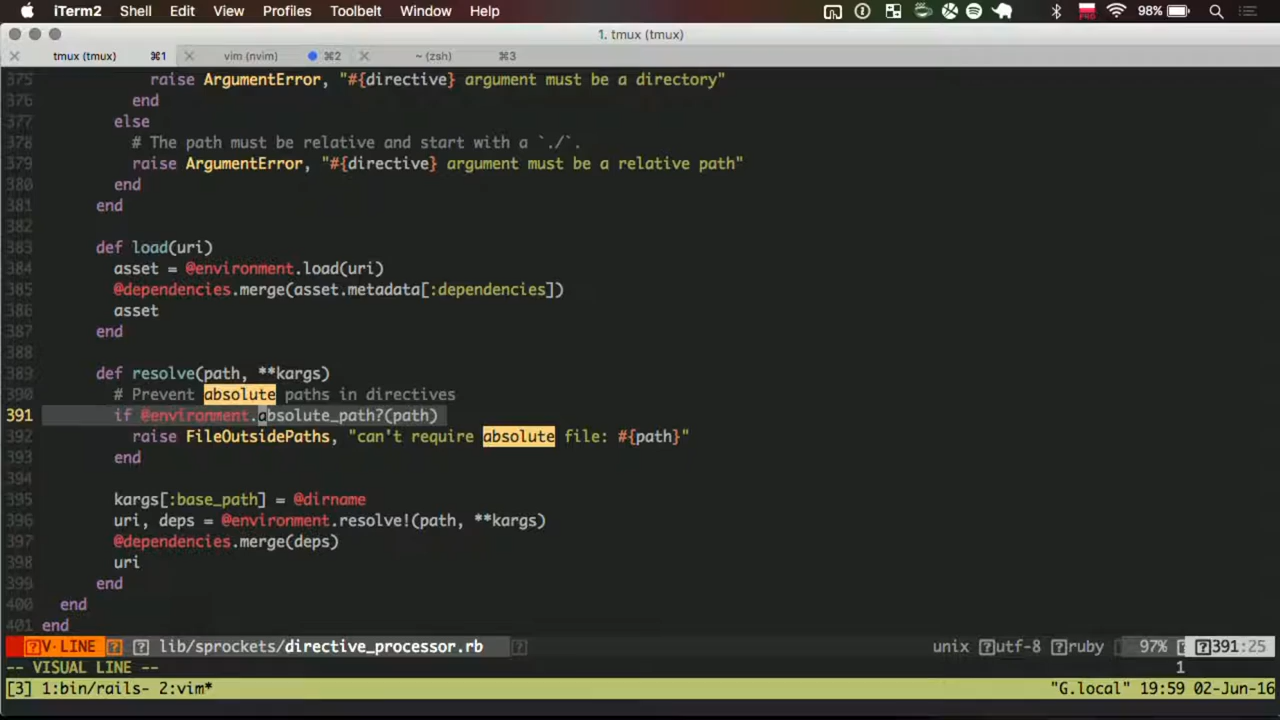 iTerm2 Shell Edit View Profiles Toolbelt Window Help 98%
1. tmux (tmux)
tmux (tmux) ⌘1 vim (nvim) ⌘2 ~ (zsh) ⌘3
375 raise ArgumentError, "#{directive} argument must be a directory"
376 end
377 else
378 # The path must be relative and start with a `./`.
379 raise ArgumentError, "#{directive} argument must be a relative path"
380 end
381 end
382
383 def load(uri)
384 asset = @environment.load(uri)
385 @dependencies.merge(asset.metadata[:dependencies])
386 asset
387 end
388
389 def resolve(path, **kargs)
390 # Prevent absolute paths in directives
391 if @environment.absolute_path?(path)
392 raise FileOutsidePaths, "can't require absolute file: #{path}"
393 end
394
395 kargs[:base_path] = @dirname
396 uri, deps = @environment.resolve!(path, **kargs)
397 @dependencies.merge(deps)
398 uri
399 end
400 end
401 end
V·LINE lib/sprockets/directive_processor.rb unix utf-8 ruby 97% 391:25
-- VISUAL LINE -- 1
[3] 1:bin/rails- 2:vim* "G.local" 19:59 02-Jun-16